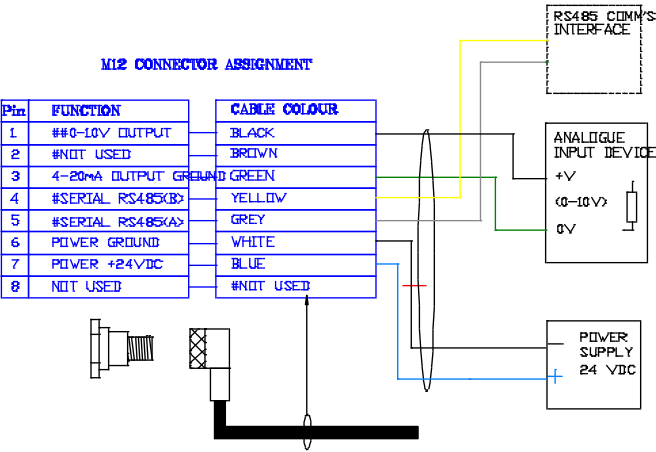 RS485 COMM'S
INTERFACE
M12 CONNECTOR ASSIGNMENT
Pin FUNCTION CABLE COLOUR
1 ##0-10V OUTPUT BLACK
2 #NOT USED BROWN
3 4-20mA OUTPUT GROUND GREEN
4 #SERIAL RS485(B) YELLOW
5 #SERIAL RS485(A) GREY
6 POWER GROUND WHITE
7 POWER +24VDC BLUE
8 NOT USED #NOT USED
ANALOGUE
INPUT DEVICE
+V
(0-10V)
0V
POWER
SUPPLY
24 VDC
- 
+